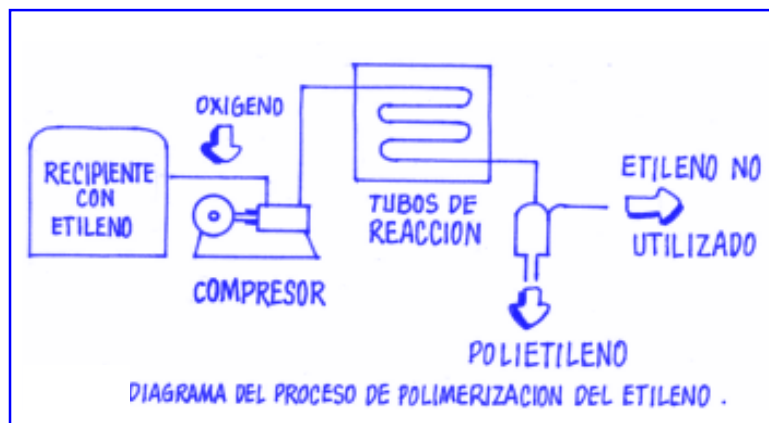 OXIGENO
RECIPIENTE
CON
ETILENO
COMPRESOR
TUBOS DE
REACCION
ETILENO NO
UTILIZADO
POLIETILENO
DIAGRAMA DEL PROCESO DE POLIMERIZACION DEL ETILENO .